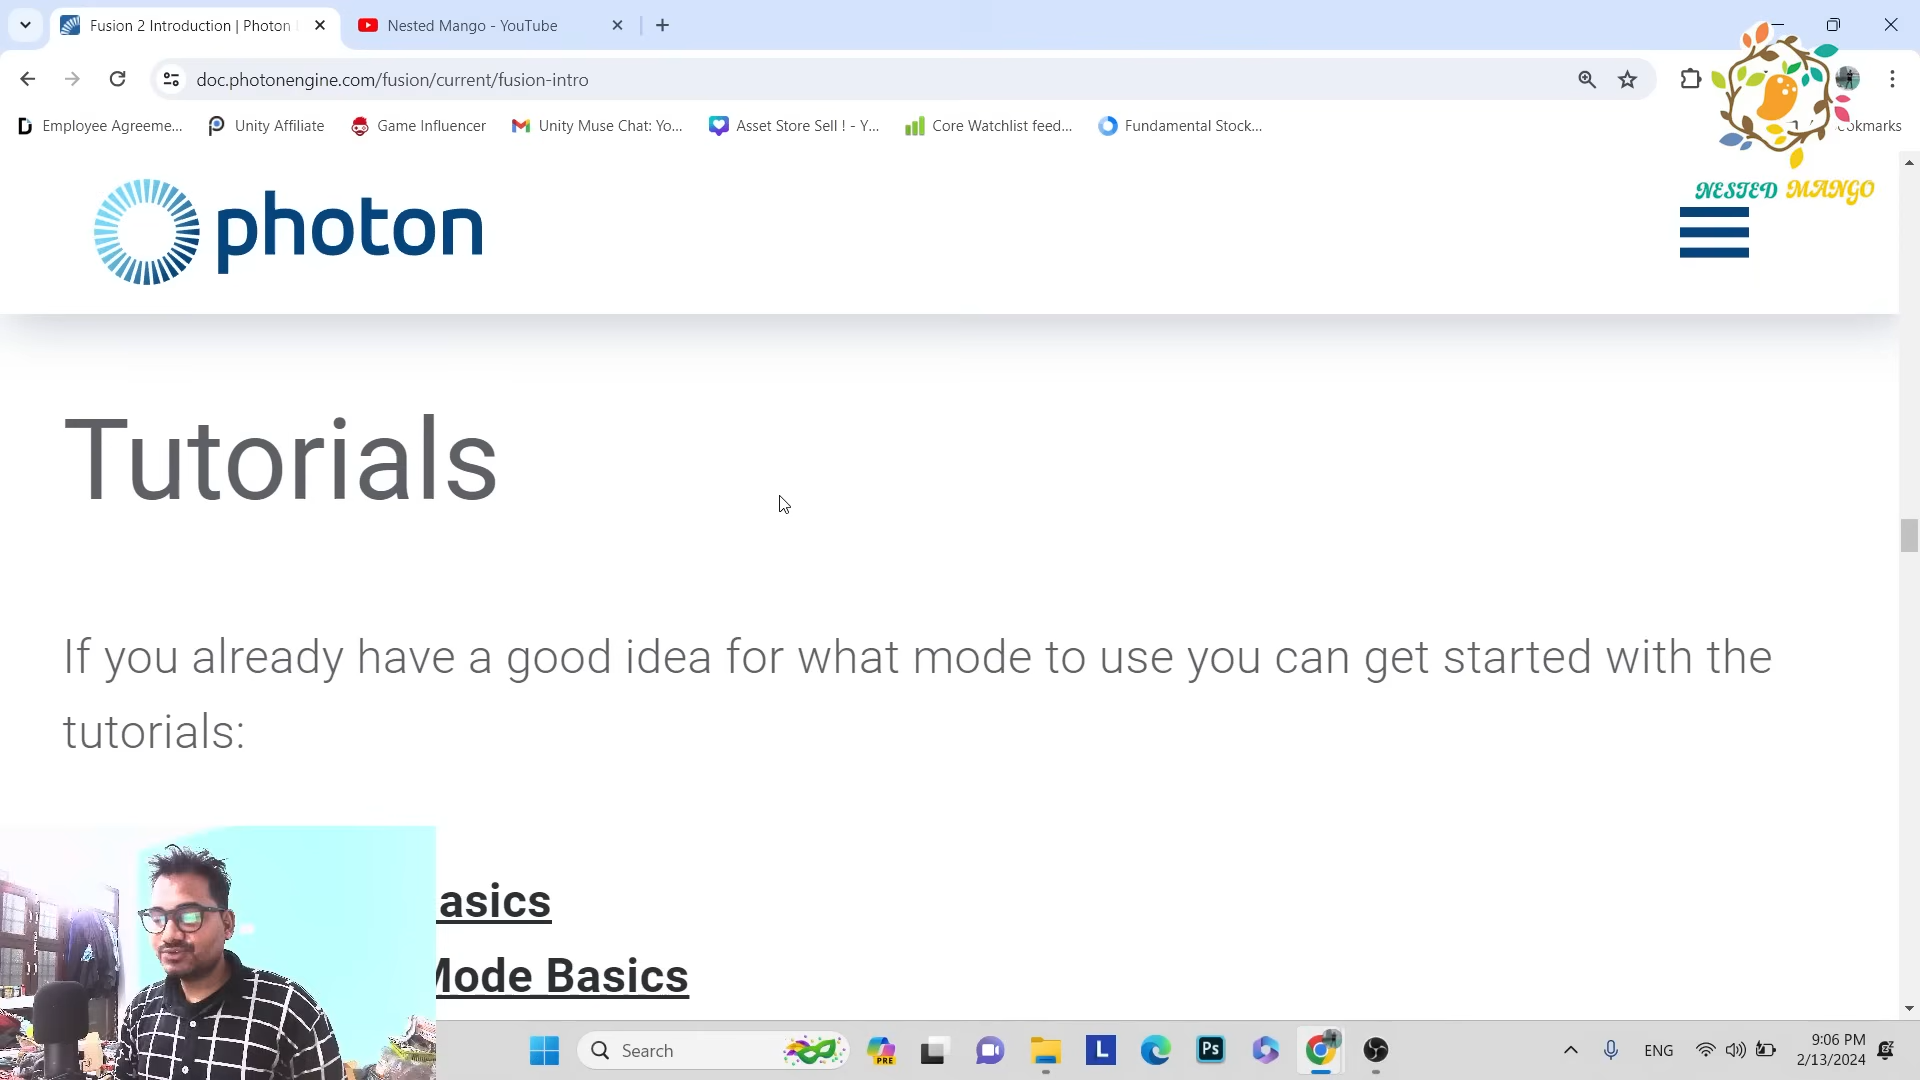 Fusion 2 Introduction | Photon
Nested Mango - YouTube
doc.photonengine.com/fusion/current/fusion-intro
Employee Agreeme...
Unity Affiliate
Game Influencer
Unity Muse Chat: Yo...
Asset Store Sell ! - Y...
Core Watchlist feed...
Fundamental Stock...
okmarks
NESTED MANGO
photon
Tutorials
If you already have a good idea for what mode to use you can get started with the
tutorials:
asics
Mode Basics
Search
PRE
L
Ps
ENG
9:06 PM
2/13/2024